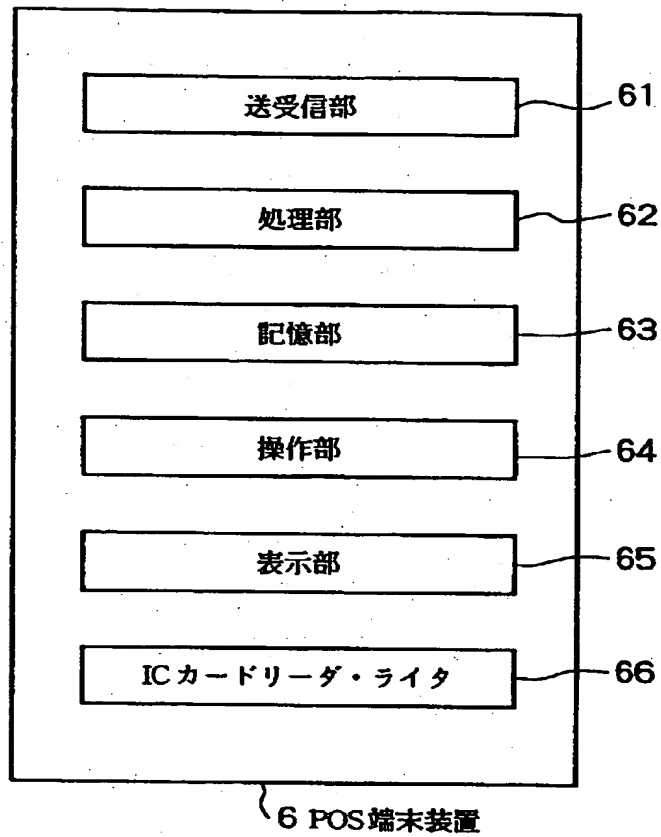 送受信部 61
処理部 62
記憶部 63
操作部 64
表示部 65
ICカードリーダ・ライタ 66
6 POS端末装置